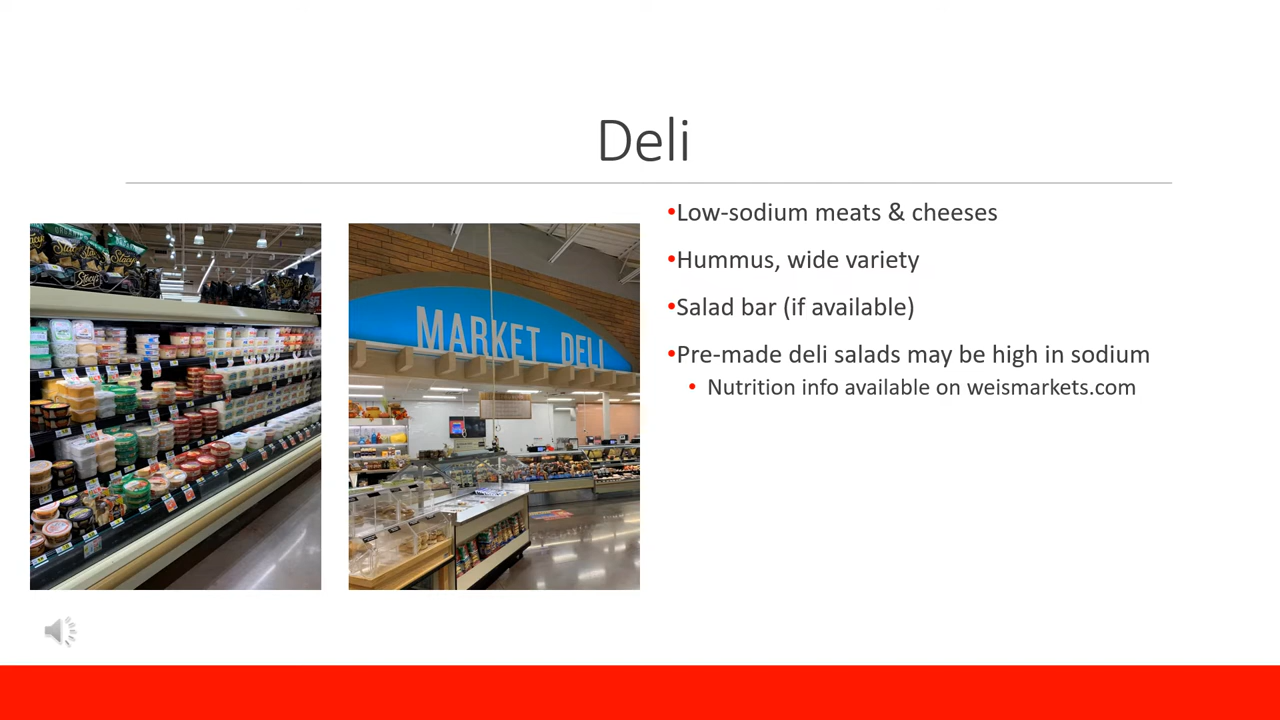 Deli
Stacy's
MARKET DELI
•Low-sodium meats & cheeses
•Hummus, wide variety
•Salad bar (if available)
•Pre-made deli salads may be high in sodium
• Nutrition info available on weismarkets.com